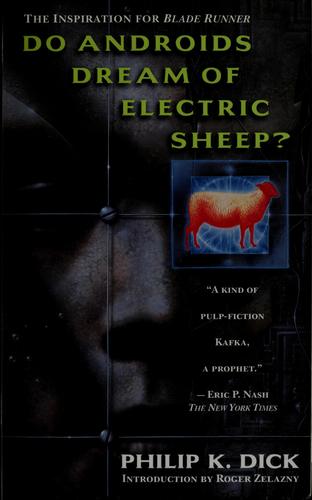 The Inspiration for Blade Runner
DO ANDROIDS
DREAM OF
ELECTRIC
SHEEP?
"A KIND OF
PULP-FICTION
KAFKA,
A PROPHET."
— ERIC P. NASH
THE NEW YORK TIMES
PHILIP K. DICK
INTRODUCTION BY ROGER ZELAZNY